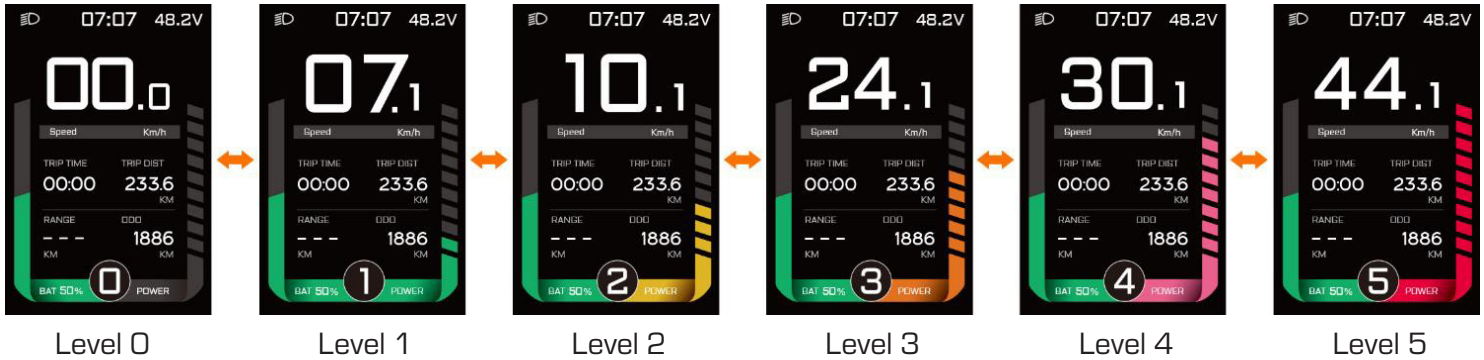 07:07 48.2V
00.0
Speed Km/h
TRIP TIME TRIP DIST
00:00 233.6
KM
RANGE ODO
--- 1886
KM KM
BAT 50% 0 POWER
Level 0
07:07 48.2V
07.1
Speed Km/h
TRIP TIME TRIP DIST
00:00 233.6
KM
RANGE ODO
--- 1886
KM KM
BAT 50% 1 POWER
Level 1
07:07 48.2V
10.1
Speed Km/h
TRIP TIME TRIP DIST
00:00 233.6
KM
RANGE ODO
--- 1886
KM KM
BAT 50% 2 POWER
Level 2
07:07 48.2V
24.1
Speed Km/h
TRIP TIME TRIP DIST
00:00 233.6
KM
RANGE ODO
--- 1886
KM KM
BAT 50% 3 POWER
Level 3
07:07 48.2V
30.1
Speed Km/h
TRIP TIME TRIP DIST
00:00 233.6
KM
RANGE ODO
--- 1886
KM KM
BAT 50% 4 POWER
Level 4
07:07 48.2V
44.1
Speed Km/h
TRIP TIME TRIP DIST
00:00 233.6
KM
RANGE ODO
--- 1886
KM KM
BAT 50% 5 POWER
Level 5